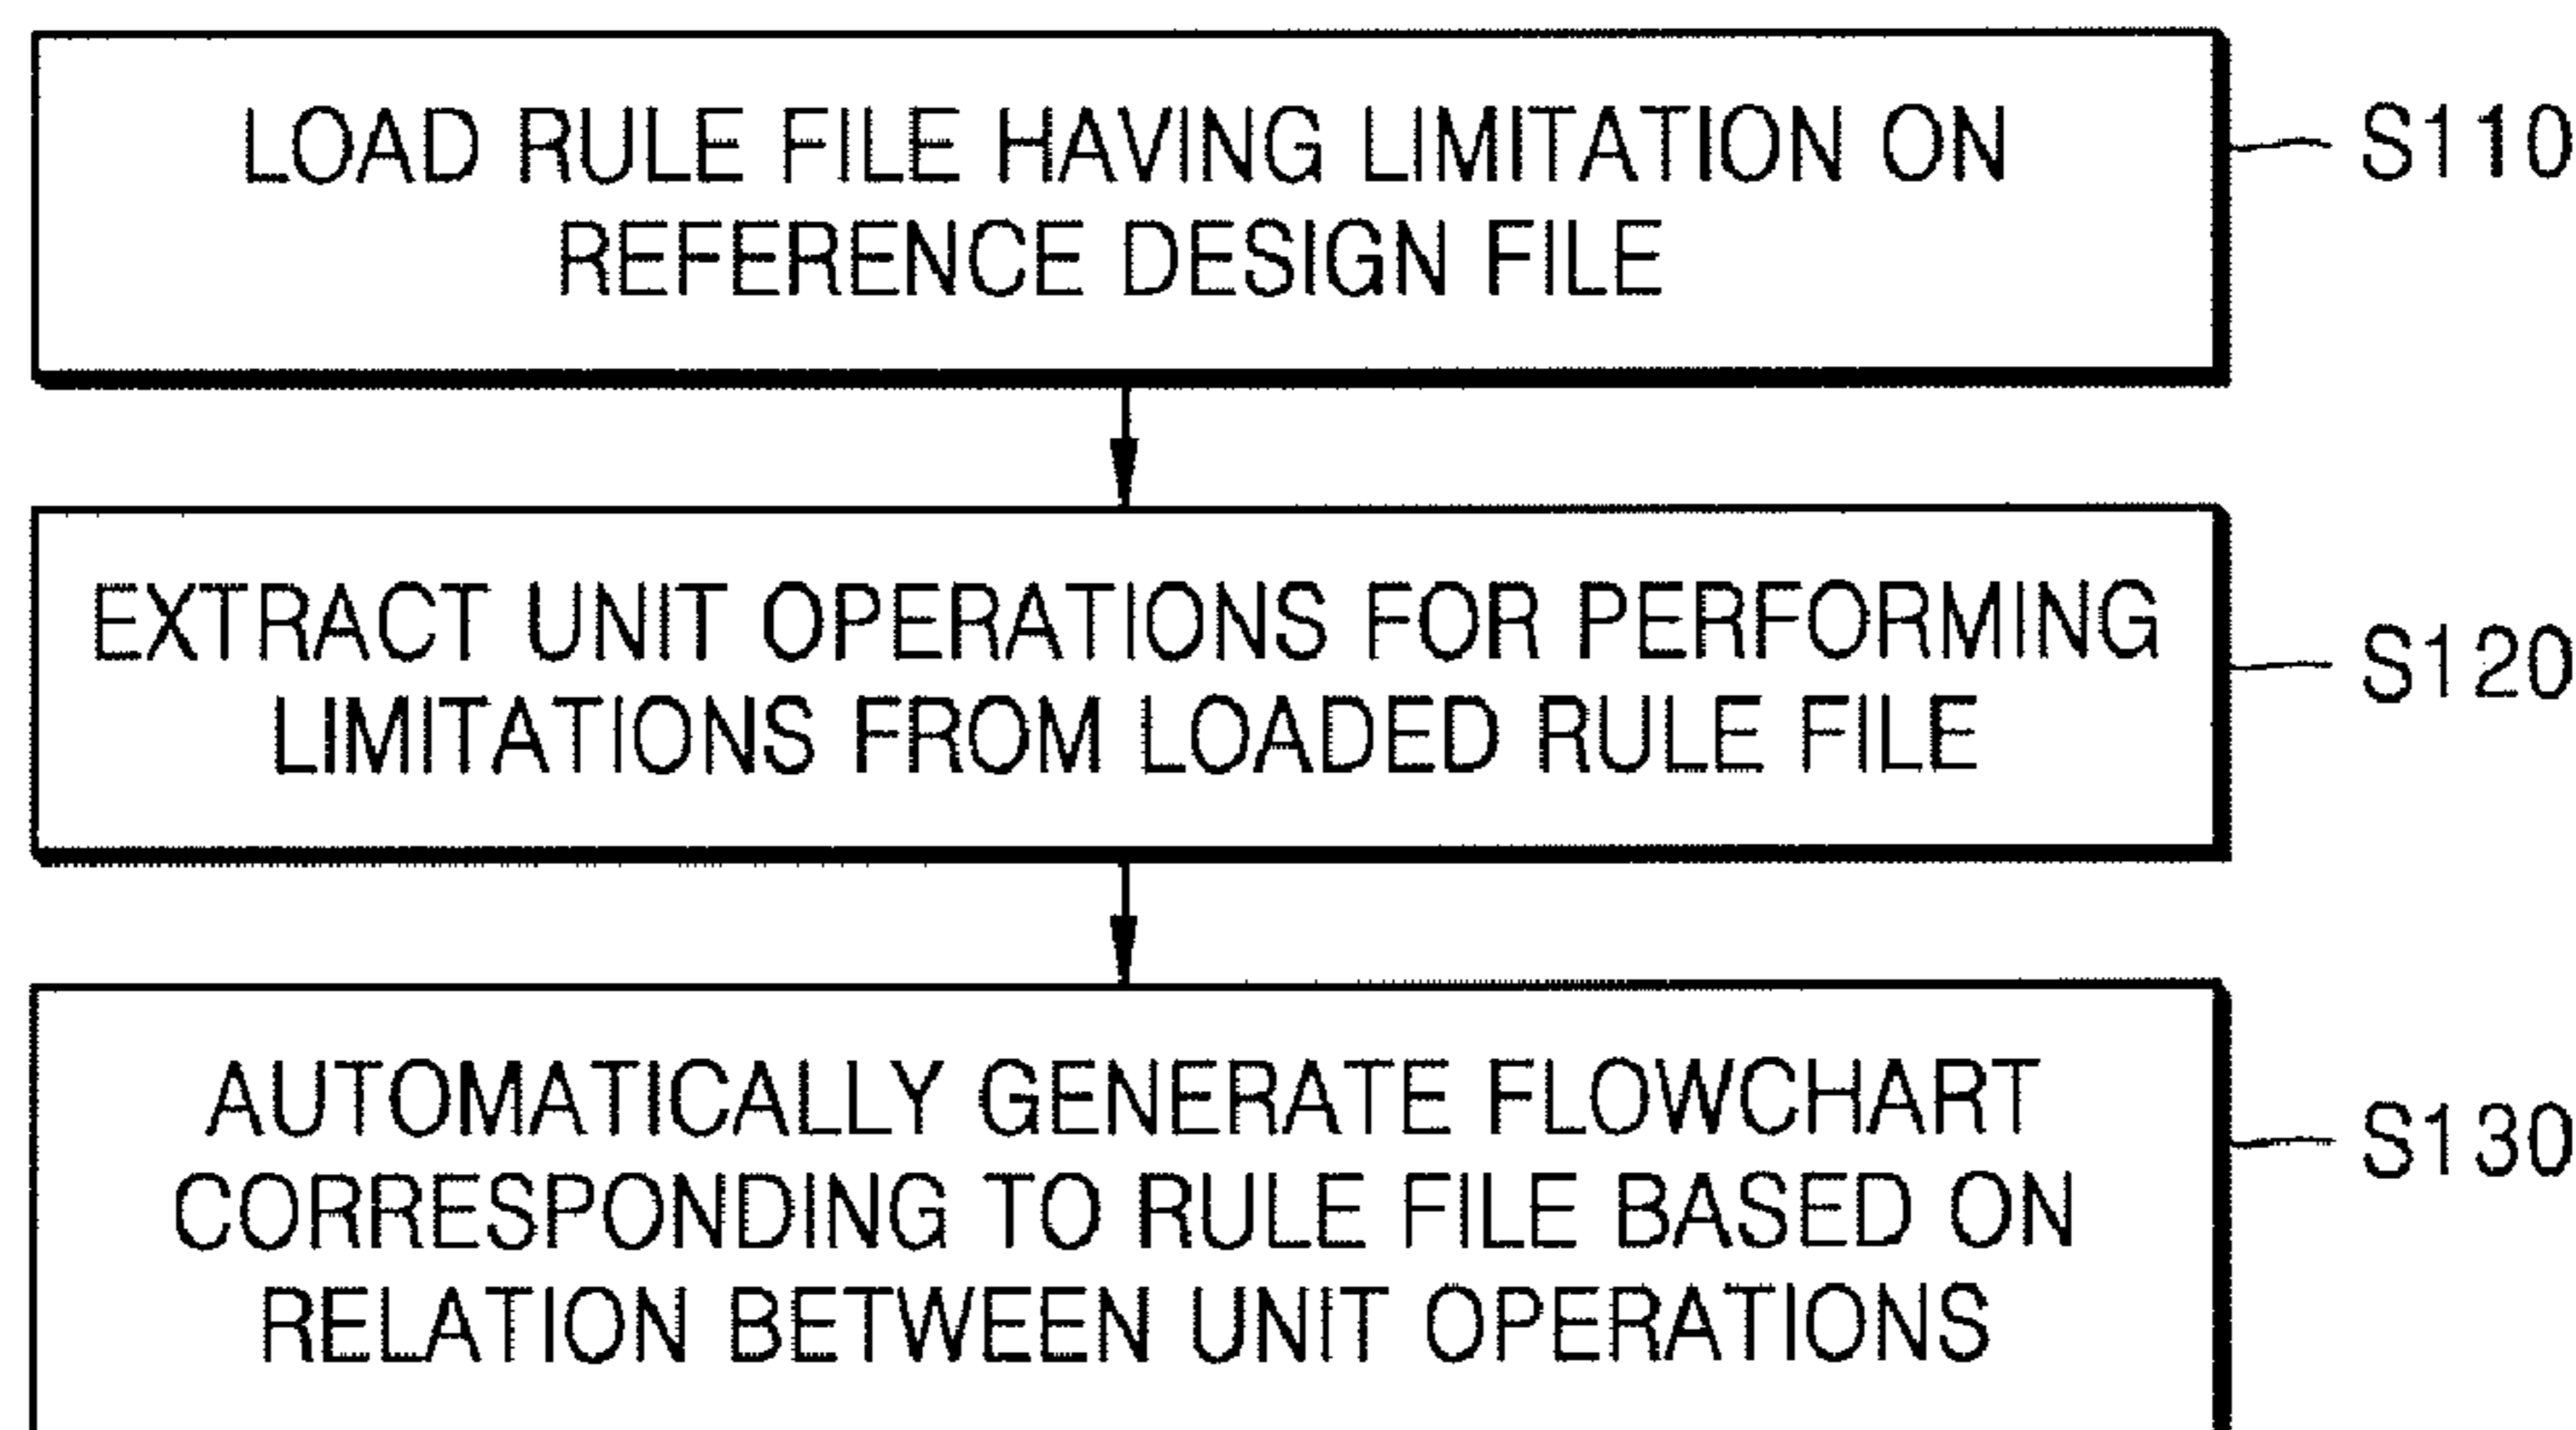 LOAD RULE FILE HAVING LIMITATION ON
REFERENCE DESIGN FILE
S110
EXTRACT UNIT OPERATIONS FOR PERFORMING
LIMITATIONS FROM LOADED RULE FILE
S120
AUTOMATICALLY GENERATE FLOWCHART
CORRESPONDING TO RULE FILE BASED ON
RELATION BETWEEN UNIT OPERATIONS
S130